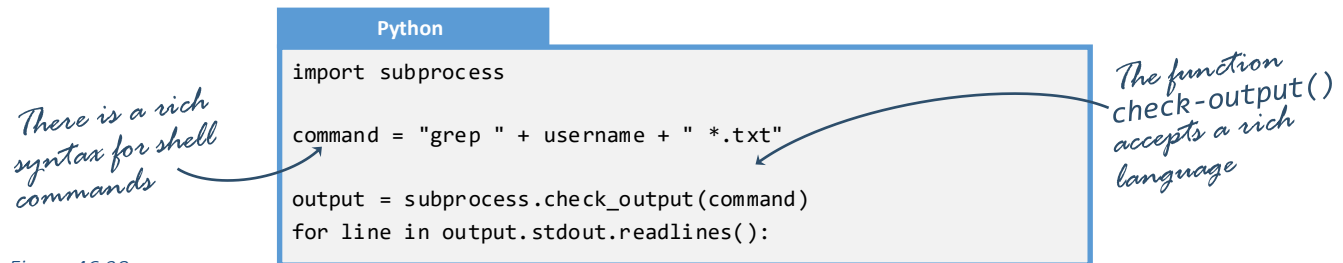 Python
There is a rich
syntax for shell
commands
import subprocess
command = "grep " + username + " *.txt"
output = subprocess.check_output(command)
for line in output.stdout.readlines():
The function
check-output()
accepts a rich
language